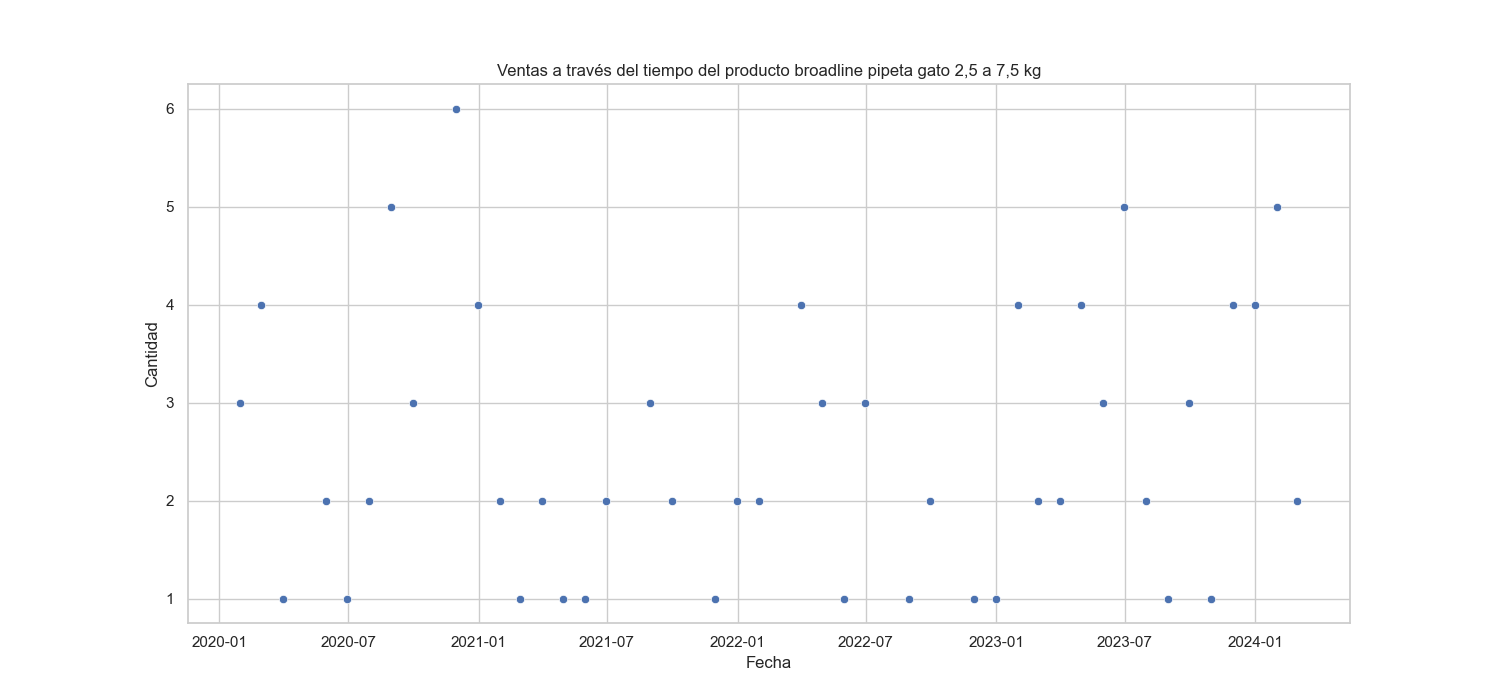 Ventas a través del tiempo del producto broadline pipeta gato 2,5 a 7,5 kg
6
5
4
3
2
1
Cantidad
2020-01 2020-07 2021-01 2021-07 2022-01 2022-07 2023-01 2023-07 2024-01
Fecha